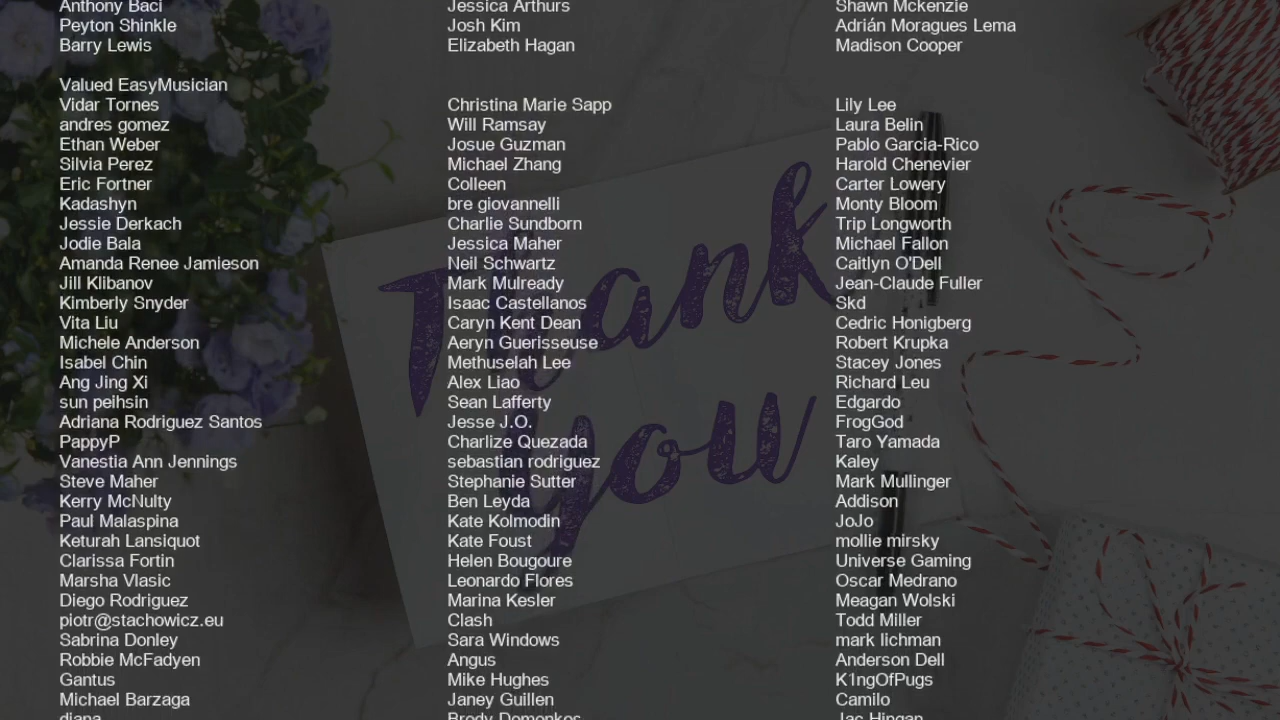 Anthony Baci
Peyton Shinkle
Barry Lewis
Jessica Arthurs
Josh Kim
Elizabeth Hagan
Shawn Mckenzie
Adrián Moragues Lema
Madison Cooper
Valued EasyMusician
Vidar Tornes
andres gomez
Ethan Weber
Silvia Perez
Eric Fortner
Kadashyn
Jessie Derkach
Jodie Bala
Amanda Renee Jamieson
Jill Klibanov
Kimberly Snyder
Vita Liu
Michele Anderson
Isabel Chin
Ang Jing Xi
sun peihsin
Adriana Rodriguez Santos
PappyP
Vanestia Ann Jennings
Steve Maher
Kerry McNulty
Paul Malaspina
Keturah Lansiquot
Clarissa Fortin
Marsha Vlasic
Diego Rodriguez
piotr@stachowicz.eu
Sabrina Donley
Robbie McFadyen
Gantus
Michael Barzaga
diana
Christina Marie Sapp
Will Ramsay
Josue Guzman
Michael Zhang
Colleen
bre giovannelli
Charlie Sundborn
Jessica Maher
Neil Schwartz
Mark Mulready
Isaac Castellanos
Caryn Kent Dean
Aeryn Guerisseuse
Methuselah Lee
Alex Liao
Sean Lafferty
Jesse J.O.
Charlize Quezada
sebastian rodriguez
Stephanie Sutter
Ben Leyda
Kate Kolmodin
Kate Foust
Helen Bougoure
Leonardo Flores
Marina Kesler
Clash
Sara Windows
Angus
Mike Hughes
Janey Guillen
Brody Domonkos
Lily Lee
Laura Belin
Pablo Garcia-Rico
Harold Chenevier
Carter Lowery
Monty Bloom
Trip Longworth
Michael Fallon
Caitlyn O'Dell
Jean-Claude Fuller
Skd
Cedric Honigberg
Robert Krupka
Stacey Jones
Richard Leu
Edgardo
FrogGod
Taro Yamada
Kaley
Mark Mullinger
Addison
JoJo
mollie mirsky
Universe Gaming
Oscar Medrano
Meagan Wolski
Todd Miller
mark lichman
Anderson Dell
K1ngOfPugs
Camilo
Thank
you